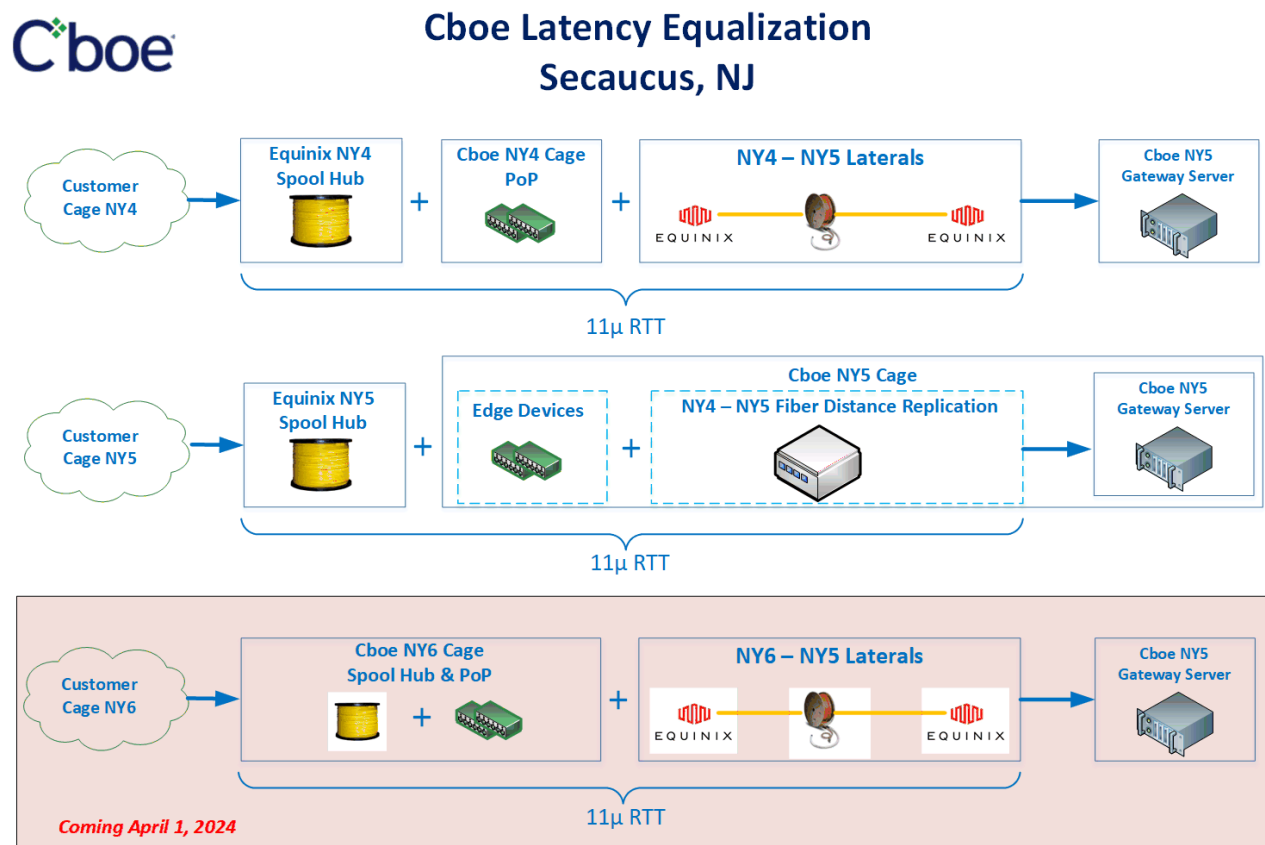 Cboe
Cboe Latency Equalization
Secaucus, NJ
Customer
Cage NY4
Equinix NY4
Spool Hub
+
Cboe NY4 Cage
PoP
+
NY4 – NY5 Laterals
EQUINIX
EQUINIX
Cboe NY5
Gateway Server
11µ RTT
Customer
Cage NY5
Equinix NY5
Spool Hub
+
Cboe NY5 Cage
Edge Devices
+
NY4 – NY5 Fiber Distance Replication
Cboe NY5
Gateway Server
11µ RTT
Customer
Cage NY6
Cboe NY6 Cage
Spool Hub & PoP
+
+
NY6 – NY5 Laterals
EQUINIX
EQUINIX
Cboe NY5
Gateway Server
11µ RTT
Coming April 1, 2024